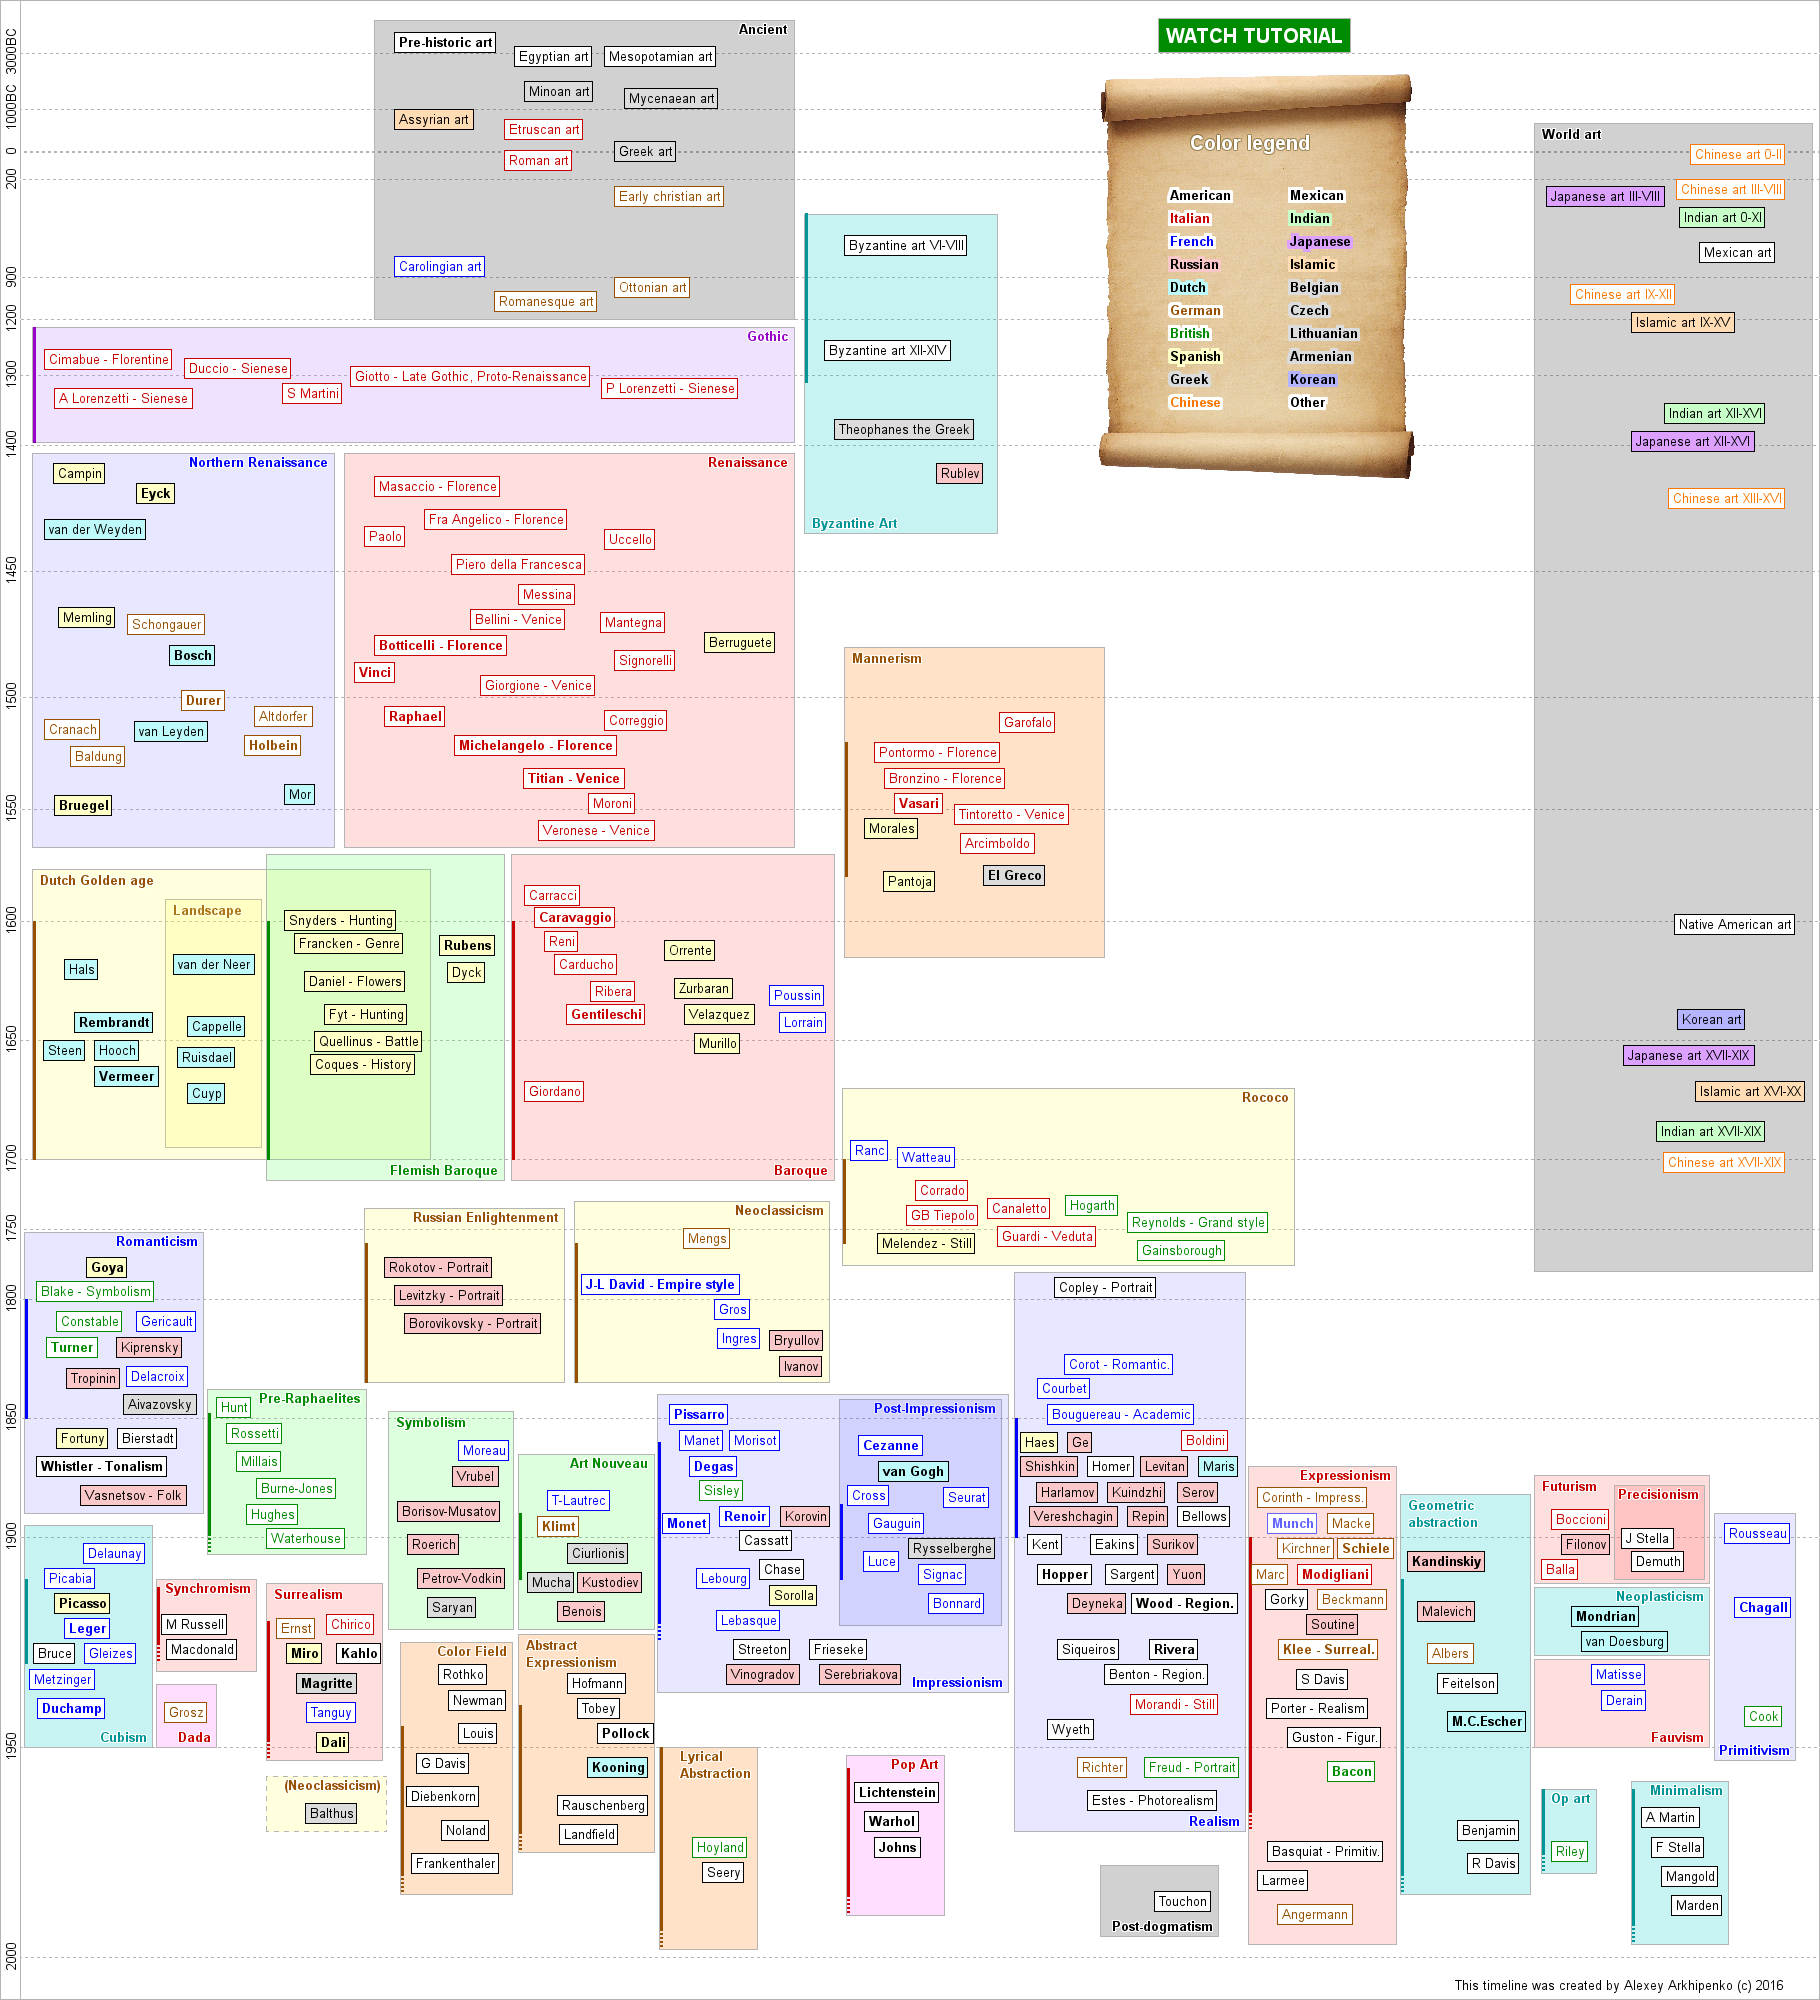 WATCH TUTORIAL
Color legend
American
Italian
French
Russian
Dutch
German
British
Spanish
Greek
Chinese
Mexican
Indian
Japanese
Islamic
Belgian
Czech
Lithuanian
Armenian
Korean
Other
3000BC
1000BC
0
200
900
1200
1300
1400
1450
1500
1550
1600
1650
1700
1750
1800
1850
1900
1950
2000
Ancient
Pre-historic art
Egyptian art
Mesopotamian art
Minoan art
Mycenaean art
Assyrian art
Etruscan art
Greek art
Roman art
Early christian art
Carolingian art
Ottonian art
Romanesque art
World art
Chinese art 0-II
Chinese art III-VIII
Japanese art III-VIII
Indian art 0-XI
Mexican art
Chinese art IX-XII
Islamic art IX-XV
Indian art XII-XVI
Japanese art XII-XVI
Chinese art XIII-XVI
Native American art
Korean art
Japanese art XVII-XIX
Islamic art XVI-XX
Indian art XVII-XIX
Chinese art XVII-XIX
Byzantine art VI-VIII
Byzantine art XII-XIV
Theophanes the Greek
Rublev
Byzantine Art
Gothic
Cimabue - Florentine
Duccio - Sienese
Giotto - Late Gothic, Proto-Renaissance
P Lorenzetti - Sienese
S Martini
A Lorenzetti - Sienese
Northern Renaissance
Campin
Eyck
van der Weyden
Memling
Schongauer
Bosch
Durer
Altdorfer
Cranach
van Leyden
Holbein
Baldung
Mor
Bruegel
Renaissance
Masaccio - Florence
Fra Angelico - Florence
Paolo
Uccello
Piero della Francesca
Messina
Bellini - Venice
Mantegna
Botticelli - Florence
Berruguete
Signorelli
Vinci
Giorgione - Venice
Raphael
Correggio
Michelangelo - Florence
Titian - Venice
Moroni
Veronese - Venice
Mannerism
Garofalo
Pontormo - Florence
Bronzino - Florence
Vasari
Tintoretto - Venice
Morales
Arcimboldo
El Greco
Pantoja
Dutch Golden age
Landscape
Hals
van der Neer
Rembrandt
Cappelle
Steen
Hooch
Ruisdael
Vermeer
Cuyp
Snyders - Hunting
Francken - Genre
Rubens
Dyck
Daniel - Flowers
Fyt - Hunting
Quellinus - Battle
Coques - History
Flemish Baroque
Carracci
Caravaggio
Reni
Orrente
Carducho
Ribera
Zurbaran
Poussin
Gentileschi
Velazquez
Lorrain
Murillo
Giordano
Baroque
Rococo
Ranc
Watteau
Corrado
GB Tiepolo
Canaletto
Hogarth
Reynolds - Grand style
Guardi - Veduta
Melendez - Still
Gainsborough
Romanticism
Goya
Blake - Symbolism
Constable
Gericault
Turner
Kiprensky
Tropinin
Delacroix
Aivazovsky
Fortuny
Bierstadt
Whistler - Tonalism
Vasnetsov - Folk
Russian Enlightenment
Rokotov - Portrait
Levitzky - Portrait
Borovikovsky - Portrait
Neoclassicism
Mengs
J-L David - Empire style
Gros
Ingres
Bryullov
Ivanov
Pre-Raphaelites
Hunt
Rossetti
Millais
Burne-Jones
Hughes
Waterhouse
Symbolism
Moreau
Vrubel
Borisov-Musatov
Roerich
Petrov-Vodkin
Saryan
Art Nouveau
T-Lautrec
Klimt
Ciurlionis
Mucha
Kustodiev
Benois
Pissarro
Manet
Morisot
Degas
Sisley
Monet
Renoir
Korovin
Cassatt
Chase
Lebourg
Sorolla
Lebasque
Streeton
Frieseke
Vinogradov
Serebriakova
Impressionism
Post-Impressionism
Cezanne
van Gogh
Cross
Seurat
Gauguin
Rysselberghe
Luce
Signac
Bonnard
Copley - Portrait
Corot - Romantic.
Courbet
Bouguereau - Academic
Haes
Ge
Boldini
Shishkin
Homer
Levitan
Maris
Harlamov
Kuindzhi
Serov
Vereshchagin
Repin
Bellows
Kent
Eakins
Surikov
Hopper
Sargent
Yuon
Deyneka
Wood - Region.
Siqueiros
Rivera
Benton - Region.
Morandi - Still
Wyeth
Richter
Freud - Portrait
Estes - Photorealism
Realism
Expressionism
Corinth - Impress.
Munch
Macke
Kirchner
Schiele
Marc
Modigliani
Gorky
Beckmann
Soutine
Klee - Surreal.
S Davis
Porter - Realism
Guston - Figur.
Bacon
Basquiat - Primitiv.
Larmee
Angermann
Geometric
abstraction
Kandinskiy
Malevich
Albers
Feitelson
M.C.Escher
Benjamin
R Davis
Futurism
Precisionism
Boccioni
J Stella
Filonov
Demuth
Balla
Neoplasticism
Mondrian
van Doesburg
Matisse
Derain
Fauvism
Rousseau
Chagall
Cook
Primitivism
Delaunay
Picabia
Picasso
Leger
Bruce
Gleizes
Metzinger
Duchamp
Cubism
Synchromism
M Russell
Macdonald
Grosz
Dada
Surrealism
Ernst
Chirico
Miro
Kahlo
Magritte
Tanguy
Dali
(Neoclassicism)
Balthus
Color Field
Rothko
Newman
Louis
G Davis
Diebenkorn
Noland
Frankenthaler
Abstract
Expressionism
Hofmann
Tobey
Pollock
Kooning
Rauschenberg
Landfield
Lyrical
Abstraction
Hoyland
Seery
Pop Art
Lichtenstein
Warhol
Johns
Touchon
Post-dogmatism
Op art
Riley
Minimalism
A Martin
F Stella
Mangold
Marden
This timeline was created by Alexey Arkhipenko (c) 2016